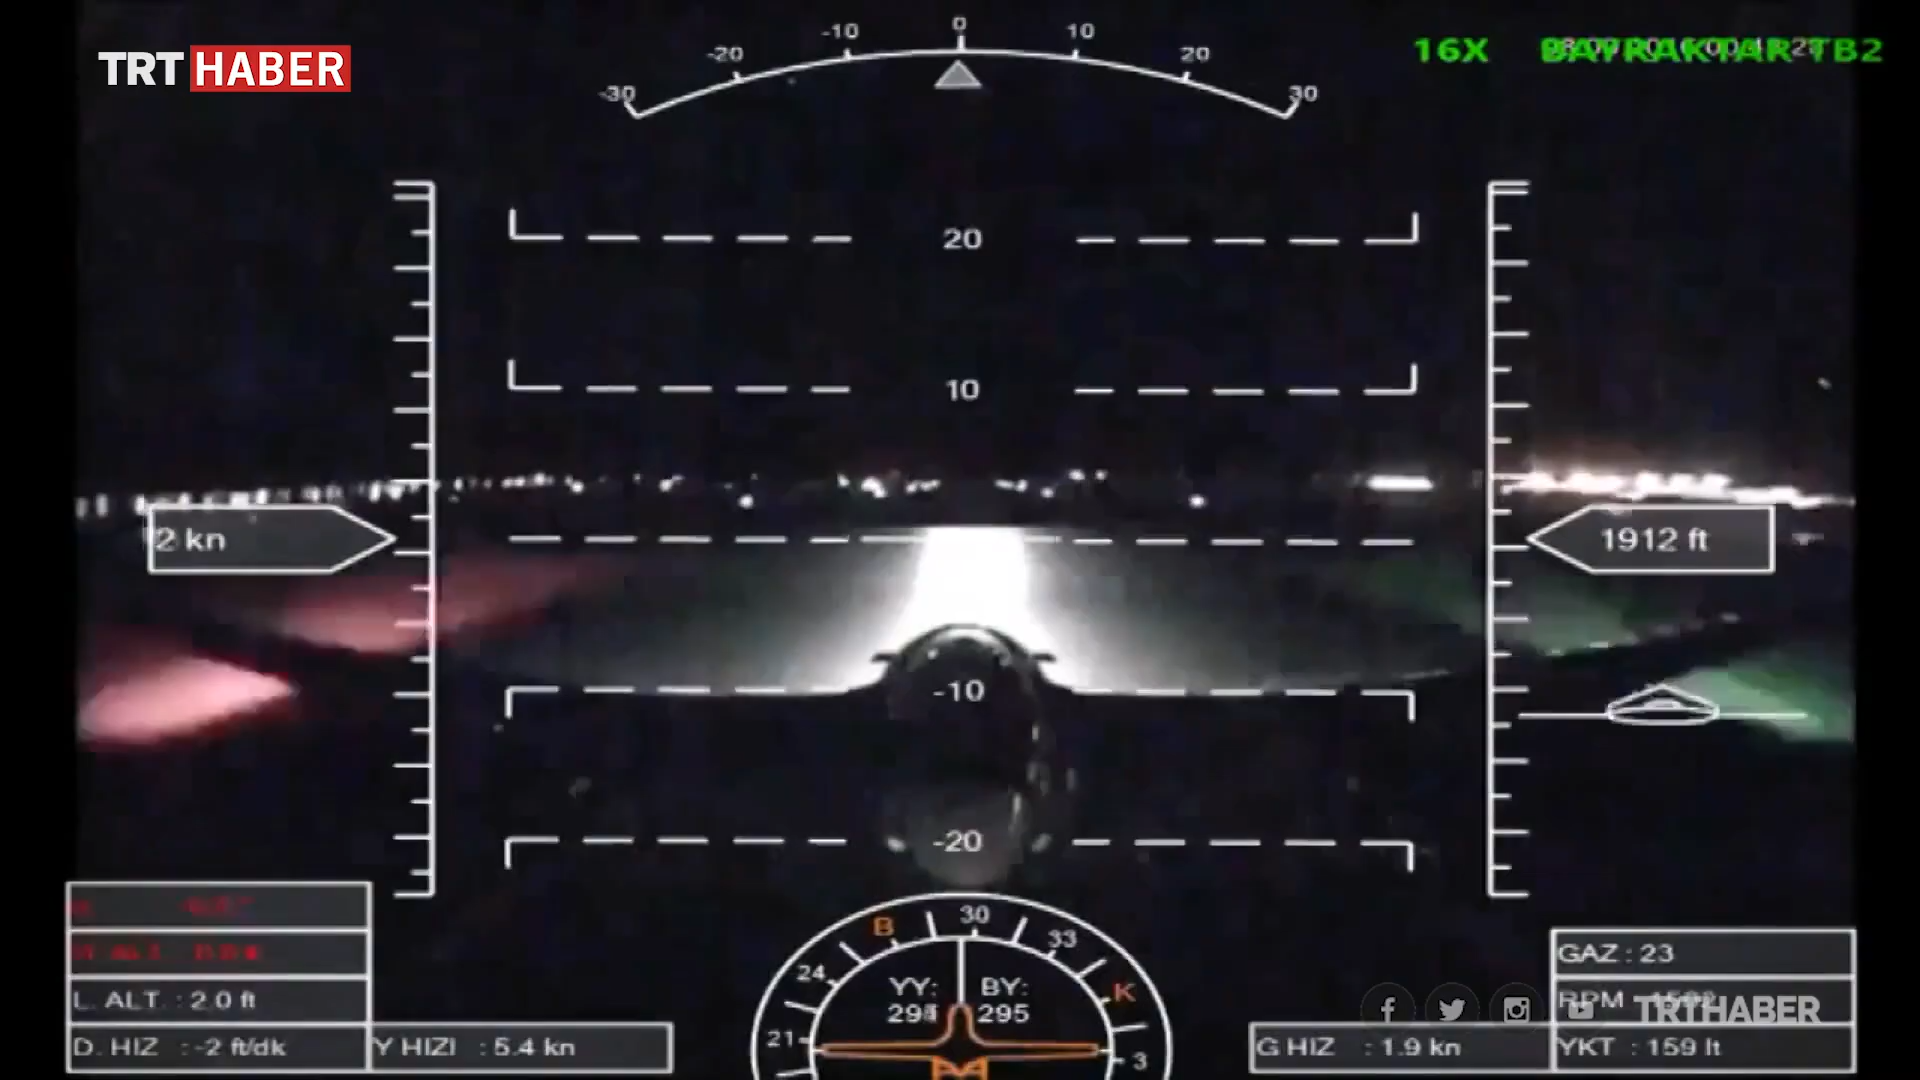 TRT HABER
-30 -20 -10 0 10 20 30
16X BAYRAKTAR TB2
20
10
2 kn
1912 ft
-10
-20
L. ALT. : 2.0 ft
D. HIZ : -2 ft/dk
Y HIZI : 5.4 kn
21 24 B 30 33 K 3
YY: BY:
295
GAZ : 23
RPM
TRTHABER
G HIZ : 1.9 kn
YKT : 159 lt